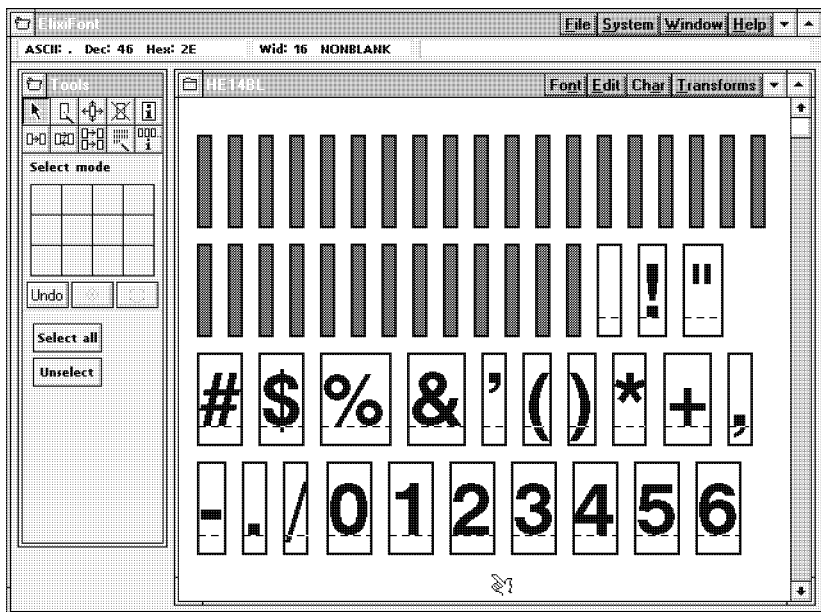 ElixiFont
File System Window Help
ASCII: . Dec: 46 Hex: 2E Wid: 16 NONBLANK
Tools
HE14BL
Font Edit Char Transforms
Select mode
Undo
Select all
Unselect
! "
# $ % & ’ ( ) * + ,
- . / 0 1 2 3 4 5 6